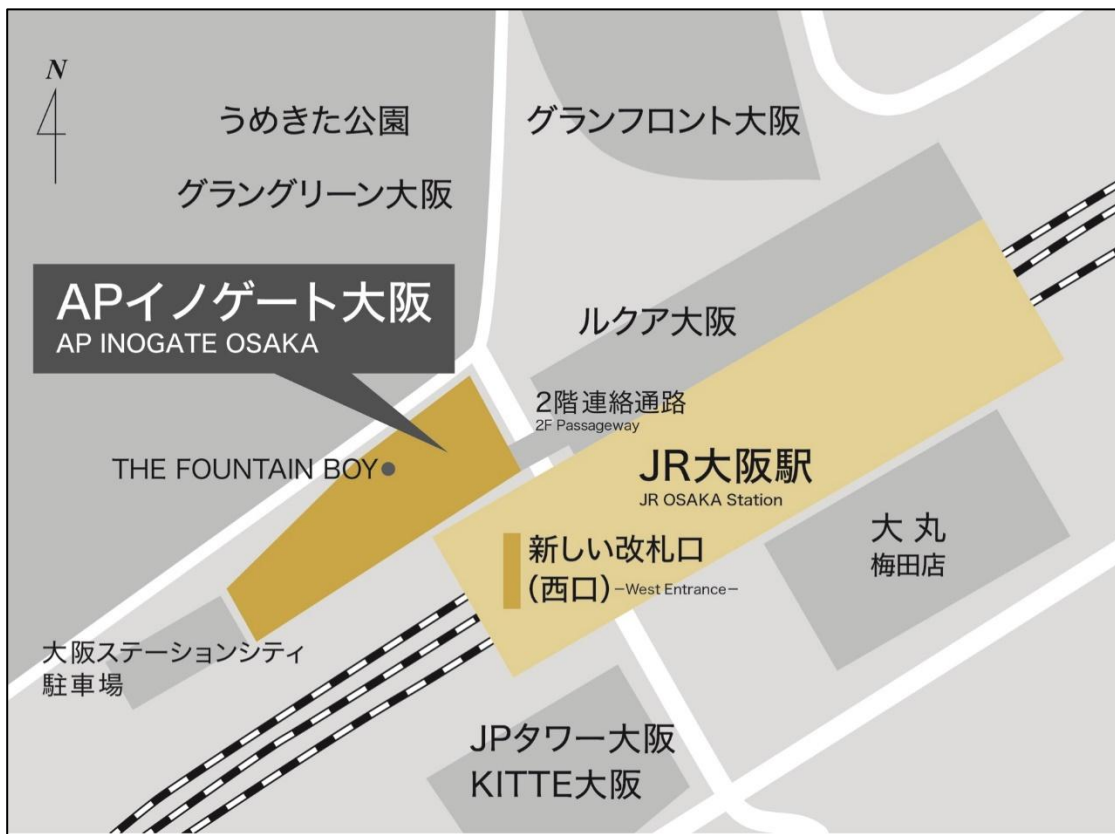 N
うめきた公園
グランフロント大阪
グラングリーン大阪
APイノゲート大阪
AP INOGATE OSAKA
ルクア大阪
2階連絡通路
2F Passageway
THE FOUNTAIN BOY
JR大阪駅
JR OSAKA Station
新しい改札口
(西口)−West Entrance−
大丸
梅田店
大阪ステーションシティ
駐車場
JPタワー大阪
KITTE大阪